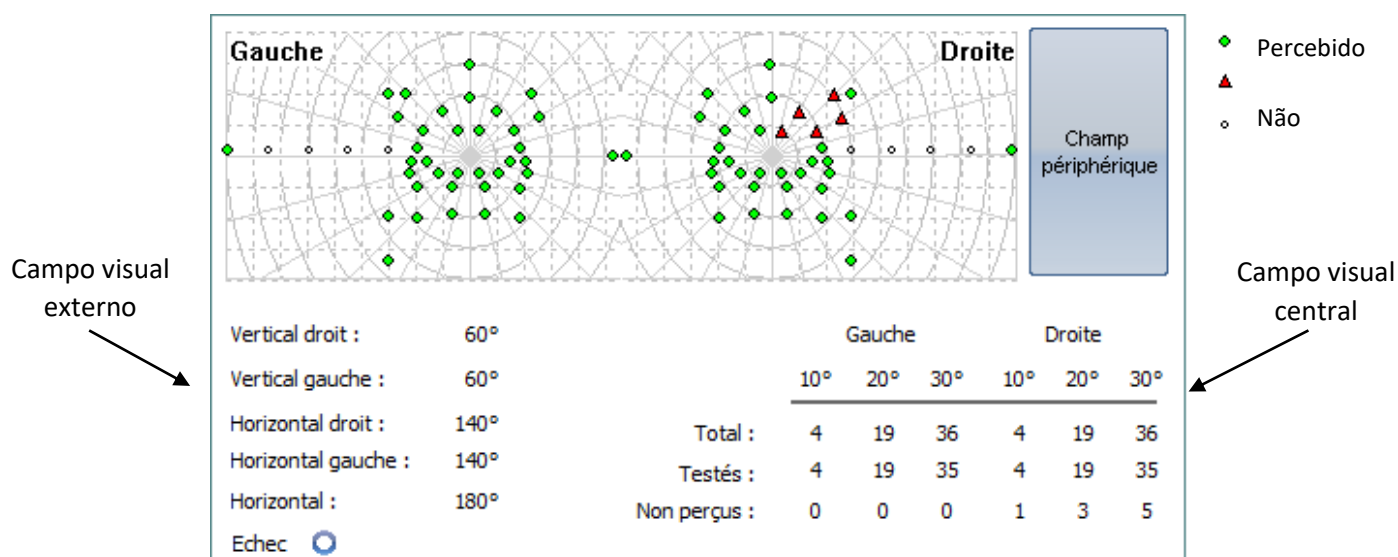 Gauche
Droite
Percebido
Não
Champ
périphérique
Campo visual
externo
Campo visual
central
Vertical droit : 60°
Vertical gauche : 60°
Horizontal droit : 140°
Horizontal gauche : 140°
Horizontal : 180°
Echec
Gauche Droite
10° 20° 30° 10° 20° 30°
Total : 4 19 36 4 19 36
Testés : 4 19 35 4 19 35
Non perçus : 0 0 0 1 3 5